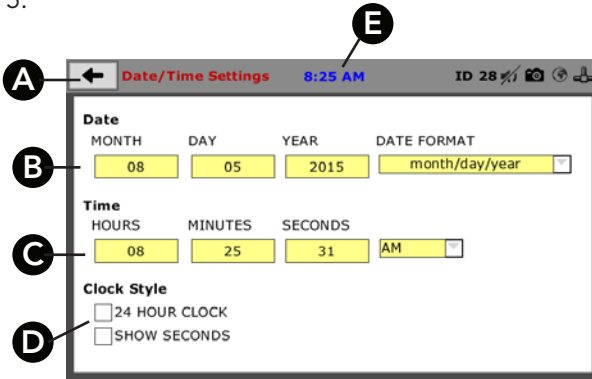 5.
E
A
Date/Time Settings 8:25 AM ID 28
Date
MONTH DAY YEAR DATE FORMAT
B
08 05 2015 month/day/year
Time
HOURS MINUTES SECONDS
C
08 25 31 AM
Clock Style
24 HOUR CLOCK
D
SHOW SECONDS